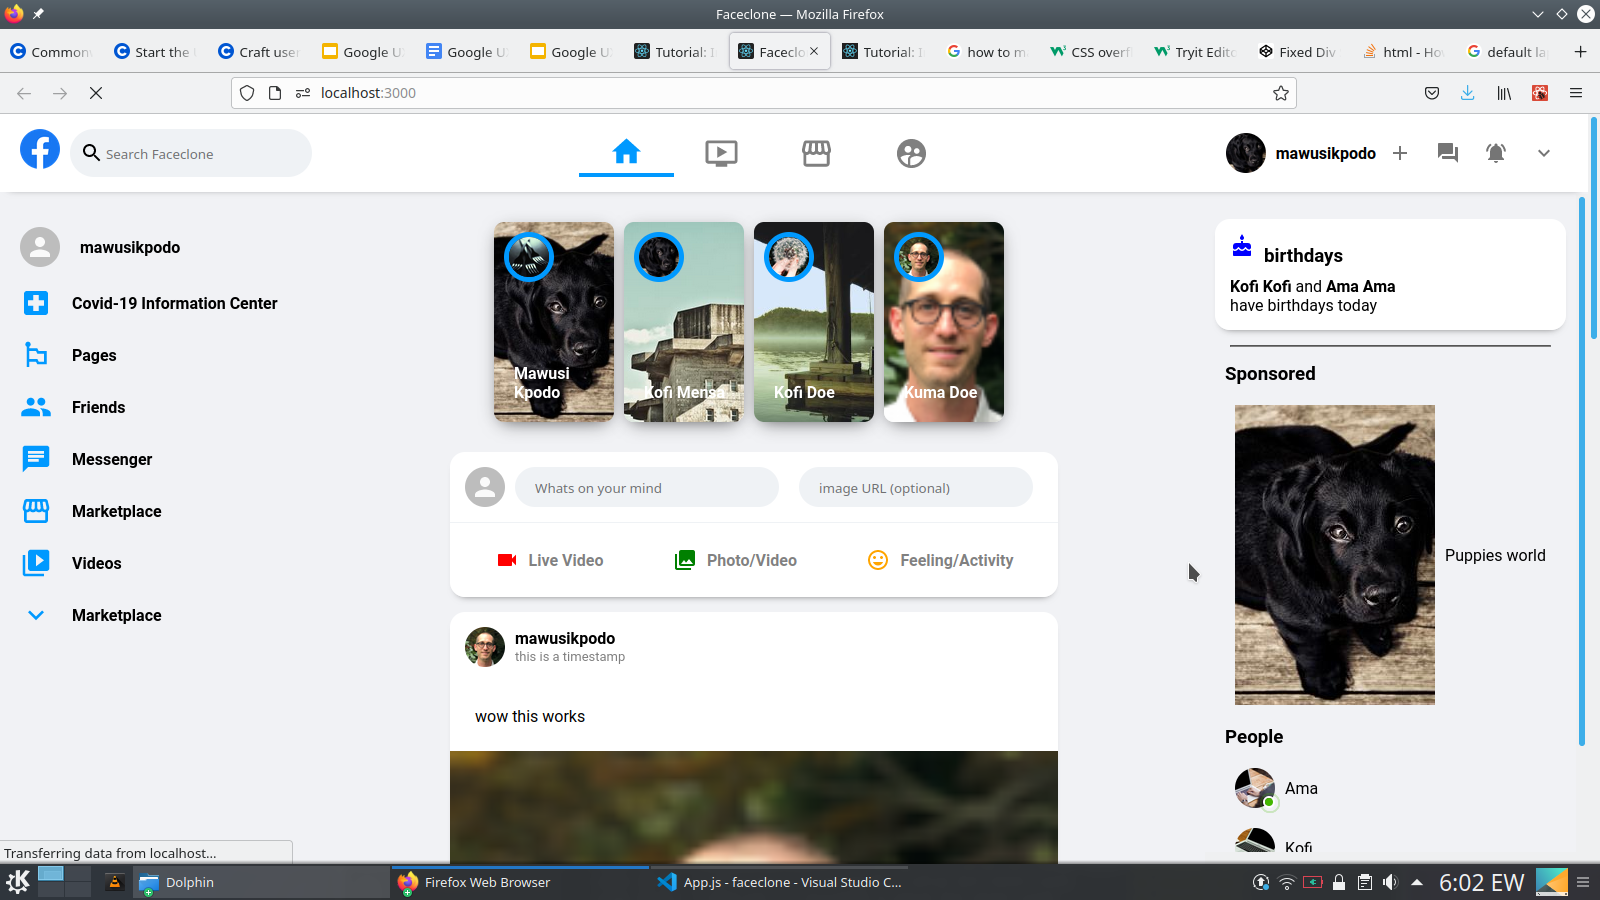 Faceclone — Mozilla Firefox
Common
Start the
Craft user
Google U
Google U
Google U
Tutorial: I
Faceclo
Tutorial: I
how to m
CSS overf
Tryit Edito
Fixed Div
html - Ho
default la
localhost:3000
Search Faceclone
mawusikpodo
mawusikpodo
Covid-19 Information Center
Pages
Friends
Messenger
Marketplace
Videos
Marketplace
Mawusi
Kpodo
Kofi Mensa
Kofi Doe
Kuma Doe
Whats on your mind
image URL (optional)
Live Video
Photo/Video
Feeling/Activity
mawusikpodo
this is a timestamp
wow this works
birthdays
Kofi Kofi and Ama Ama
have birthdays today
Sponsored
Puppies world
People
Ama
Kofi
Transferring data from localhost...
Dolphin
Firefox Web Browser
App.js - faceclone - Visual Studio C...
6:02 EW